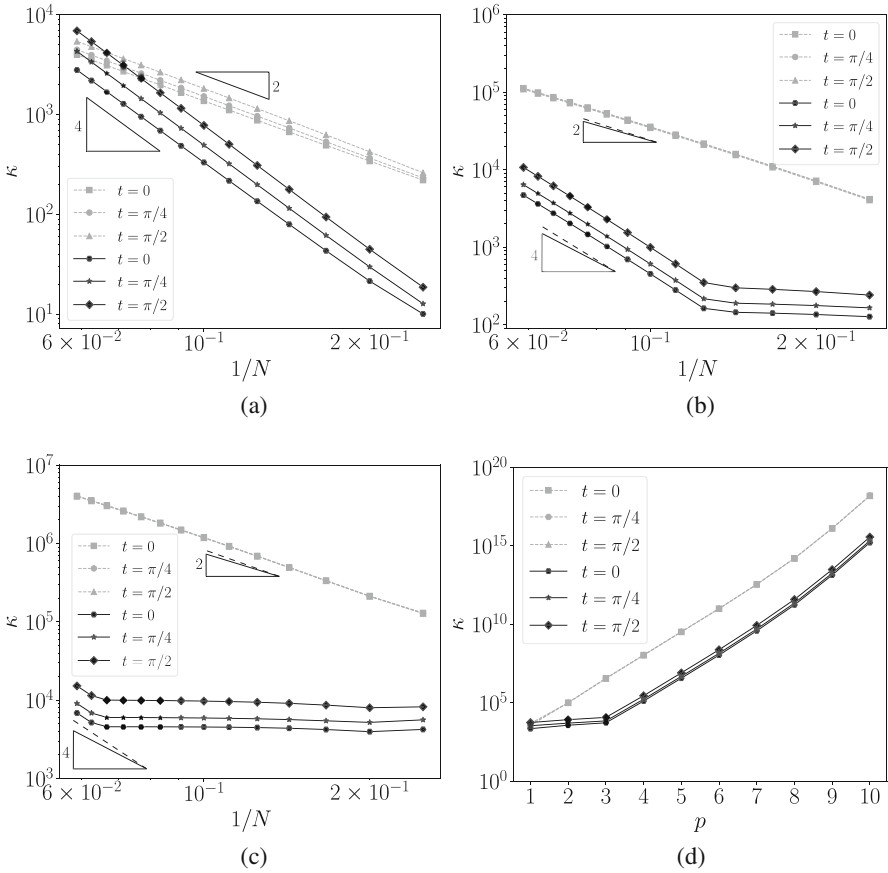 10^4
10^3
10^2
10^1
κ
2
4
t = 0
t = π/4
t = π/2
t = 0
t = π/4
t = π/2
6 × 10^{-2}
10^{-1}
2 × 10^{-1}
1/N
(a)
10^6
10^5
10^4
10^3
10^2
κ
t = 0
t = π/4
t = π/2
t = 0
t = π/4
t = π/2
2
4
6 × 10^{-2}
10^{-1}
2 × 10^{-1}
1/N
(b)
10^7
10^6
10^5
10^4
10^3
κ
t = 0
t = π/4
t = π/2
t = 0
t = π/4
t = π/2
2
4
6 × 10^{-2}
10^{-1}
2 × 10^{-1}
1/N
(c)
10^{20}
10^{15}
10^{10}
10^5
10^0
κ
t = 0
t = π/4
t = π/2
t = 0
t = π/4
t = π/2
1 2 3 4 5 6 7 8 9 10
p
(d)